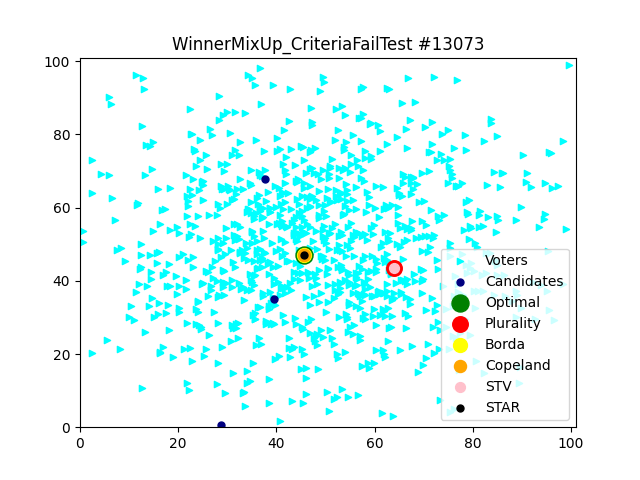 WinnerMixUp_CriteriaFailTest #13073
100
80
60
40
20
0
0 20 40 60 80 100
Voters
Candidates
Optimal
Plurality
Borda
Copeland
STV
STAR